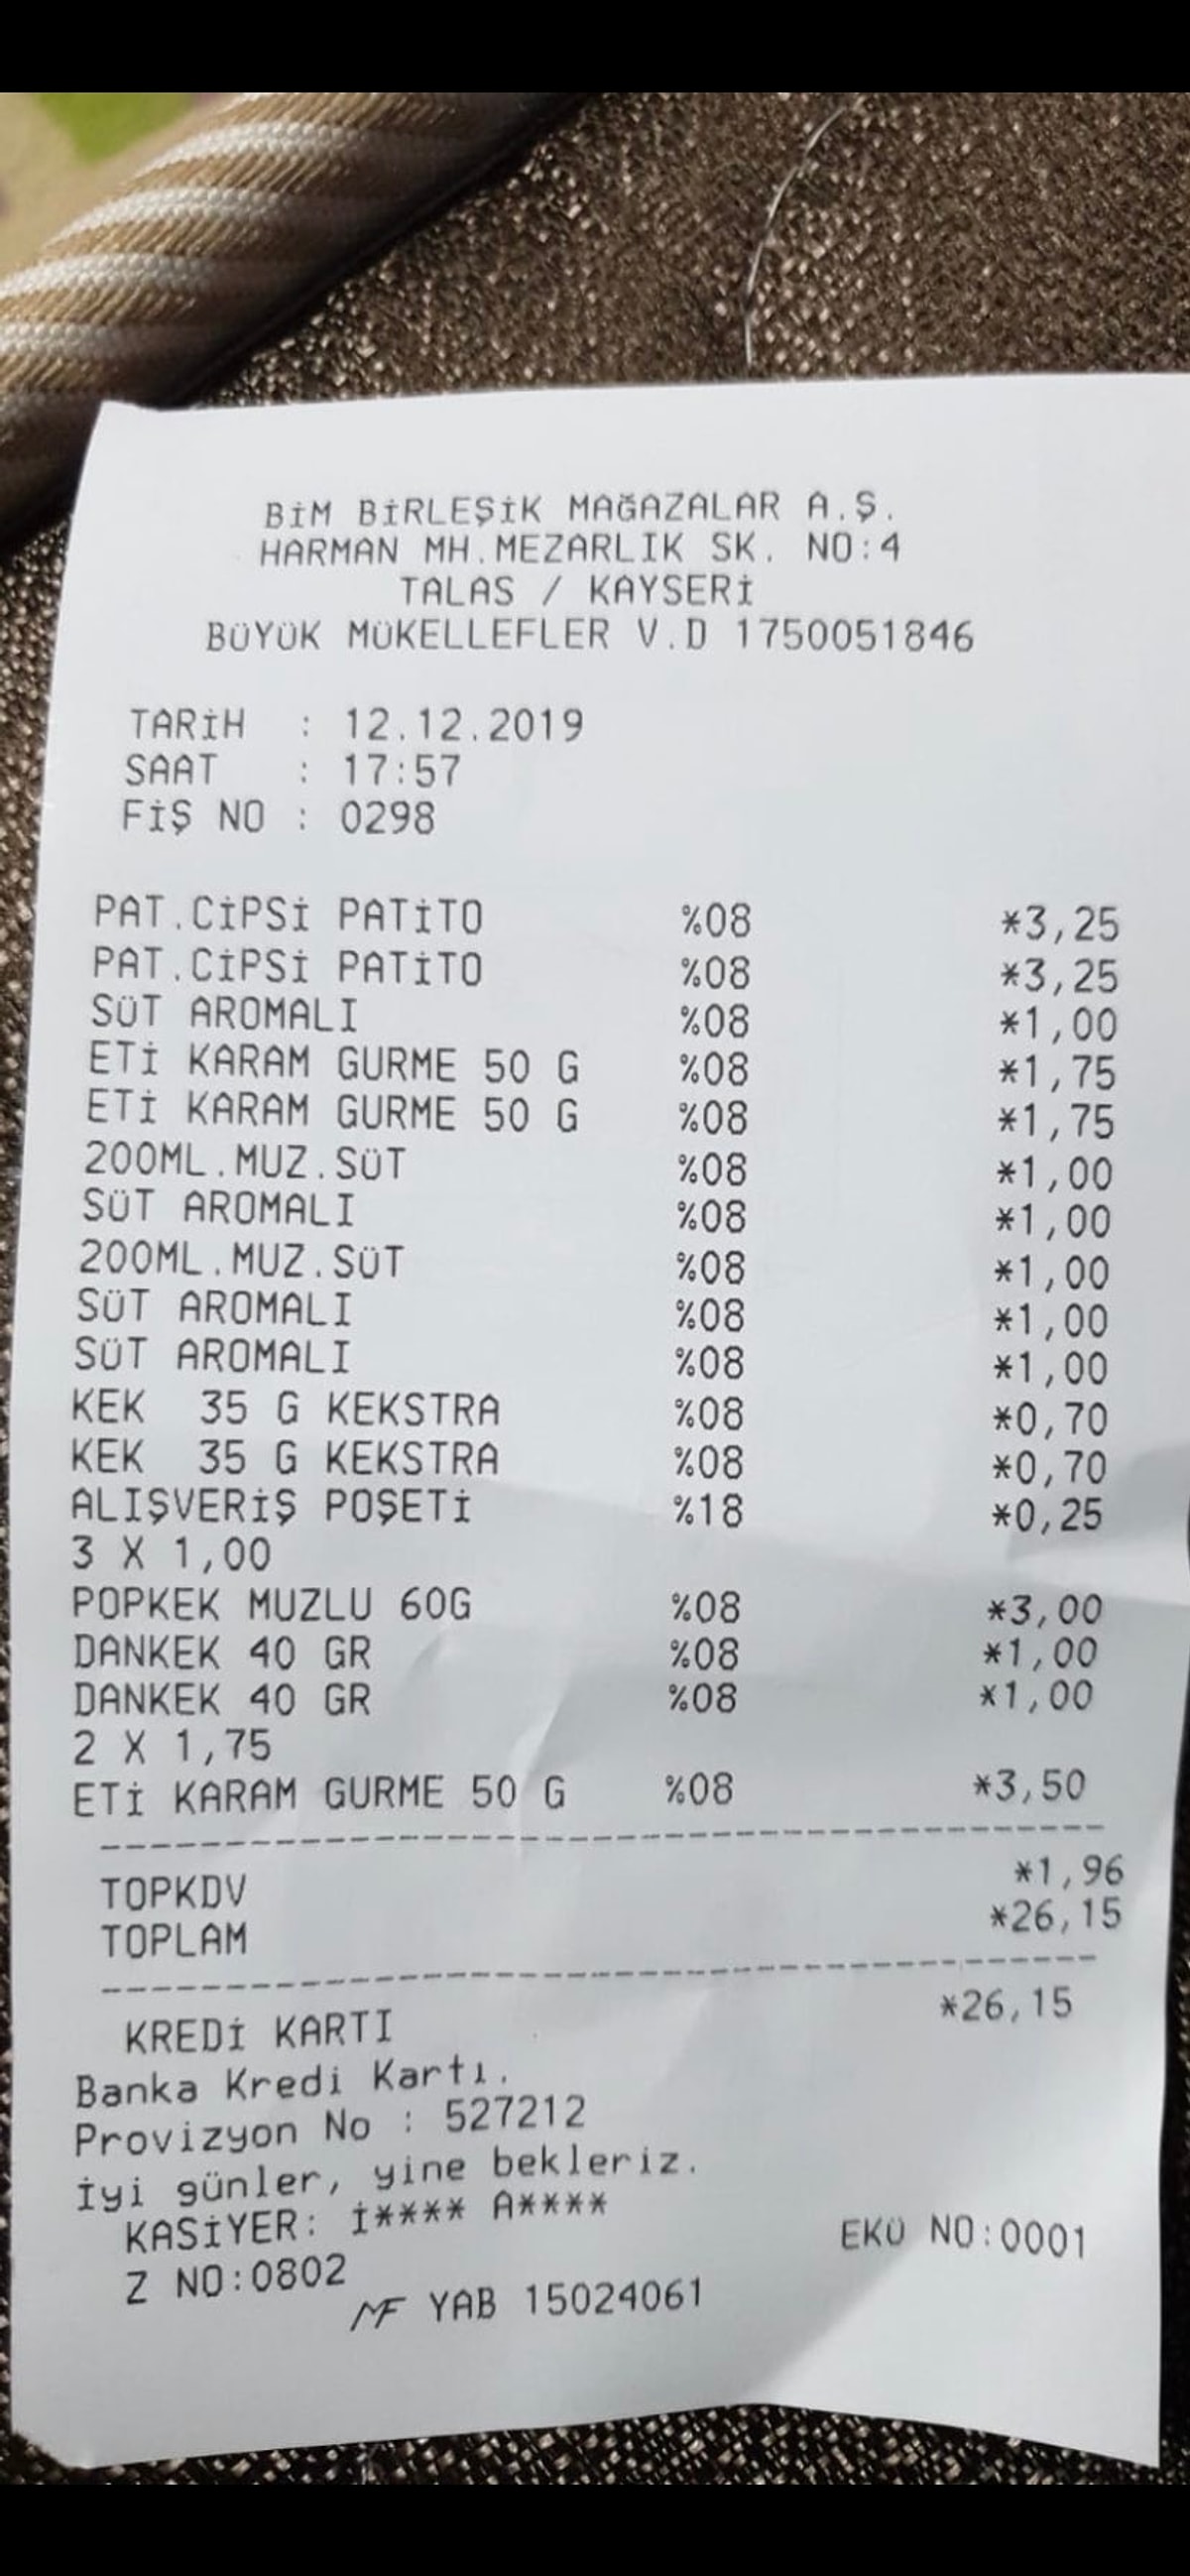 BİM BİRLEŞİK MAĞAZALAR A.Ş.
HARMAN MH.MEZARLIK SK. NO:4
TALAS / KAYSERİ
BÜYÜK MÜKELLEFLER V.D 1750051846
TARİH : 12.12.2019
SAAT : 17:57
FİŞ NO : 0298
PAT.CİPSİ PATİTO %08 *3,25
PAT.CİPSİ PATİTO %08 *3,25
SÜT AROMALI %08 *1,00
ETİ KARAM GURME 50 G %08 *1,75
ETİ KARAM GURME 50 G %08 *1,75
200ML.MUZ.SÜT %08 *1,00
SÜT AROMALI %08 *1,00
200ML.MUZ.SÜT %08 *1,00
SÜT AROMALI %08 *1,00
SÜT AROMALI %08 *1,00
KEK 35 G KEKSTRA %08 *0,70
KEK 35 G KEKSTRA %08 *0,70
ALIŞVERİŞ POŞETİ %18 *0,25
3 X 1,00
POPKEK MUZLU 60G %08 *3,00
DANKEK 40 GR %08 *1,00
DANKEK 40 GR %08 *1,00
2 X 1,75
ETİ KARAM GURME 50 G %08 *3,50
TOPKDV *1,96
TOPLAM *26,15
KREDİ KARTI *26,15
Banka Kredi Kartı.
Provizyon No : 527212
İyi günler, yine bekleriz.
KASİYER: İ**** A****
Z NO:0802 EKÜ NO:0001
MF YAB 15024061